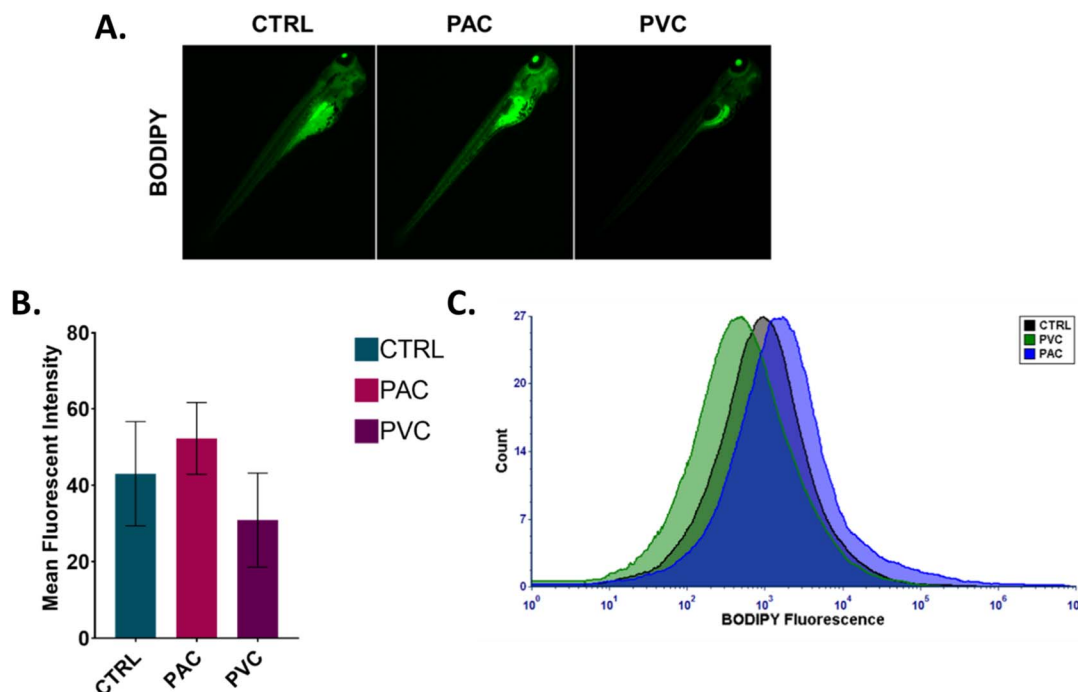 A.
CTRL PAC PVC
BODIPY
B.
80
60
40
20
0
Mean Fluorescent Intensity
CTRL PAC PVC
CTRL
PAC
PVC
C.
27
20
14
7
0
Count
10^0 10^1 10^2 10^3 10^4 10^5 10^6 10^7
BODIPY Fluorescence
CTRL
PVC
PAC